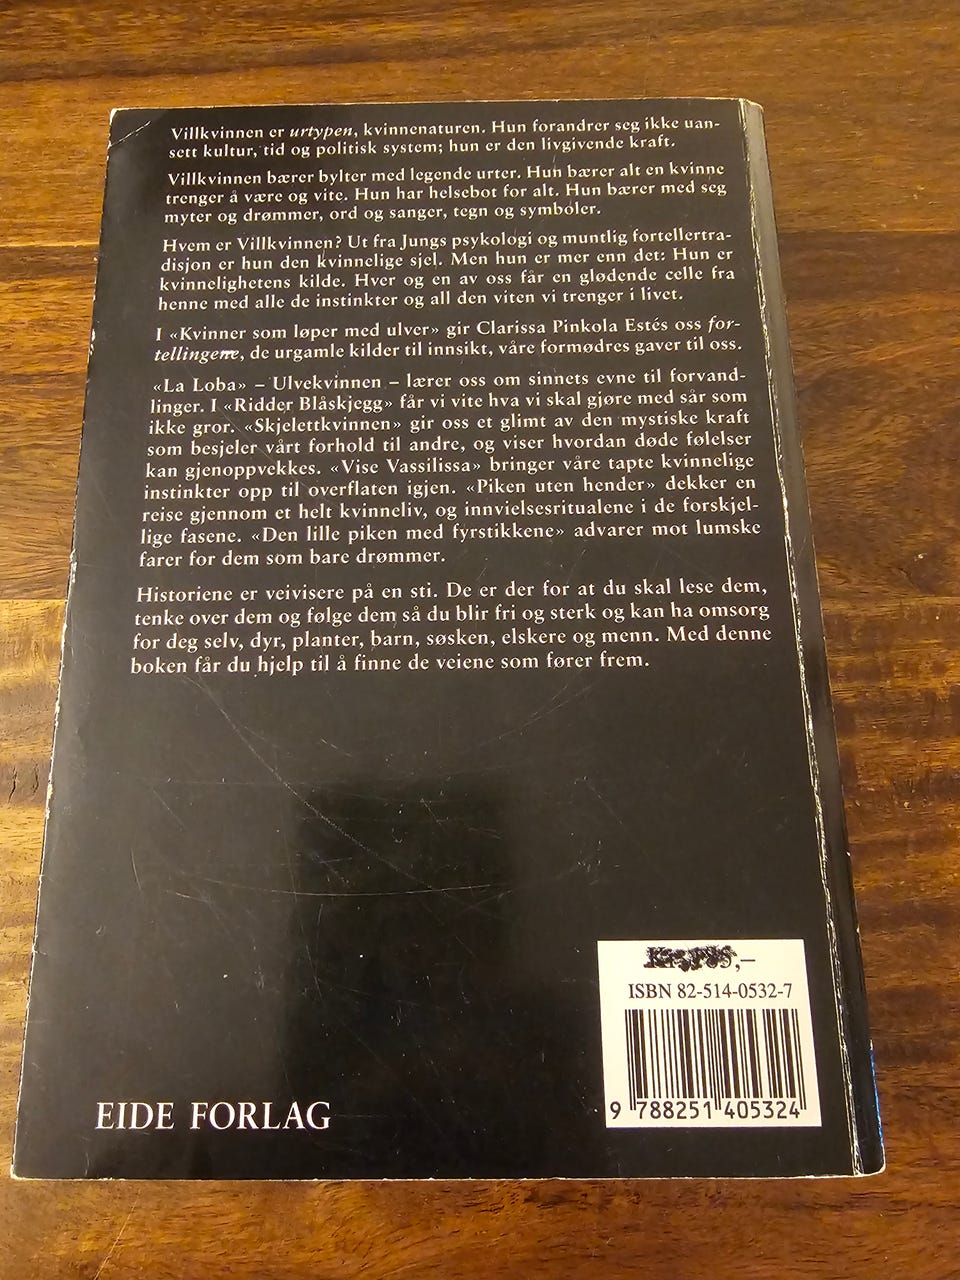 Villkvinnen er urtypen, kvinnenaturen. Hun forandrer seg ikke uan-
sett kultur, tid og politisk system; hun er den livgivende kraft.
Villkvinnen bærer bylter med legende urter. Hun bærer alt en kvinne
trenger å være og vite. Hun har helsebot for alt. Hun bærer med seg
myter og drømmer, ord og sanger, tegn og symboler.
Hvem er Villkvinnen? Ut fra Jungs psykologi og muntlig fortellertra-
disjon er hun den kvinnelige sjel. Men hun er mer enn det: Hun er
kvinnelighetens kilde. Hver og en av oss får en glødende celle fra
henne med alle de instinkter og all den viten vi trenger i livet.
I «Kvinner som løper med ulver» gir Clarissa Pinkola Estés oss for-
tellingene, de urgamle kilder til innsikt, våre formødres gaver til oss.
«La Loba» – Ulvekvinnen – lærer oss om sinnets evne til forvand-
linger. I «Ridder Blåskjegg» får vi vite hva vi skal gjøre med sår som
ikke gror. «Skjelettkvinnen» gir oss et glimt av den mystiske kraft
som besjeler vårt forhold til andre, og viser hvordan døde følelser
kan gjenoppvekkes. «Vise Vassilissa» bringer våre tapte kvinnelige
instinkter opp til overflaten igjen. «Piken uten hender» dekker en
reise gjennom et helt kvinneliv, og innvielsesritualene i de forskjel-
lige fasene. «Den lille piken med fyrstikkene» advarer mot lumske
farer for dem som bare drømmer.
Historiene er veivisere på en sti. De er der for at du skal lese dem,
tenke over dem og følge dem så du blir fri og sterk og kan ha omsorg
for deg selv, dyr, planter, barn, søsken, elskere og menn. Med denne
boken får du hjelp til å finne de veiene som fører frem.
ISBN 82-514-0532-7
9 788251 405324
EIDE FORLAG